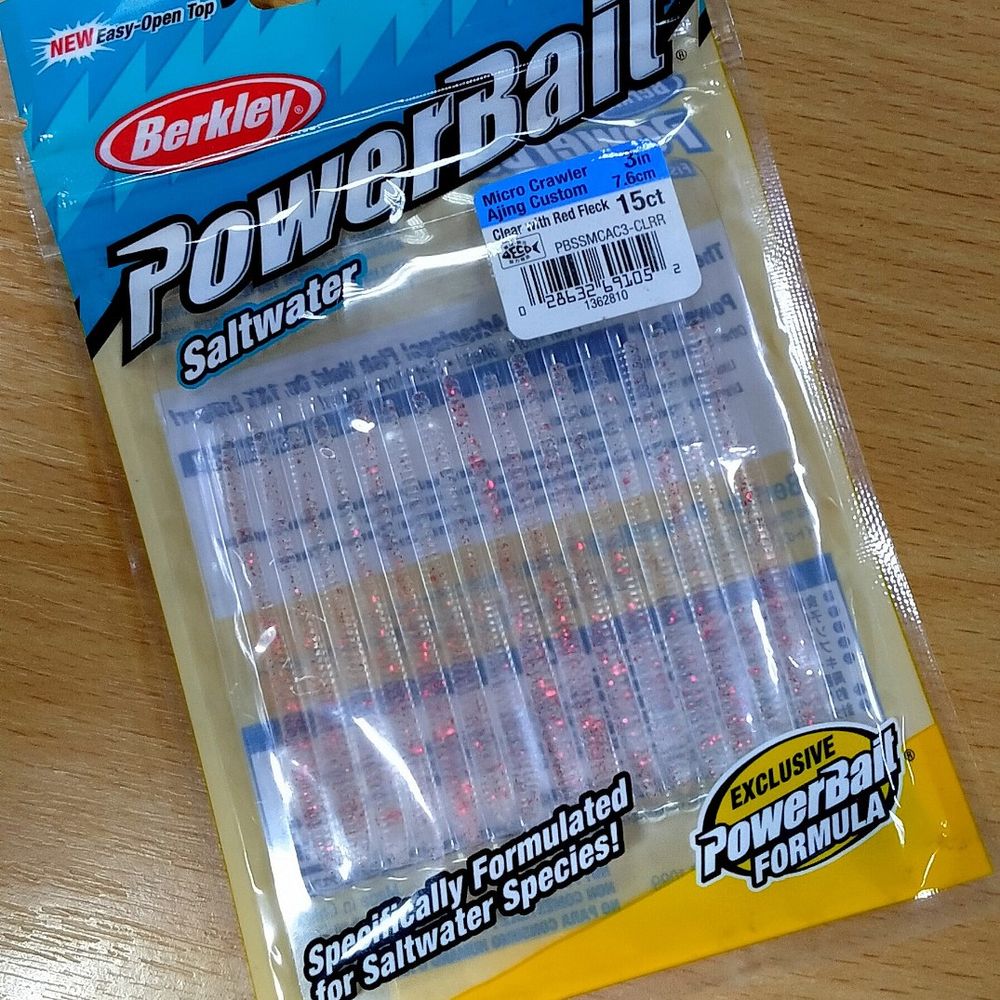 NEW Easy-Open Top
Berkley®
PowerBait®
Saltwater
Micro Crawler 3in
Ajing Custom 7.6cm
Clear with Red Fleck 15ct
ECO
PBSSMCAC3-CLRR
0 28632 69105 2
1362810
EXCLUSIVE
PowerBait®
FORMULA
Specifically Formulated
for Saltwater Species!